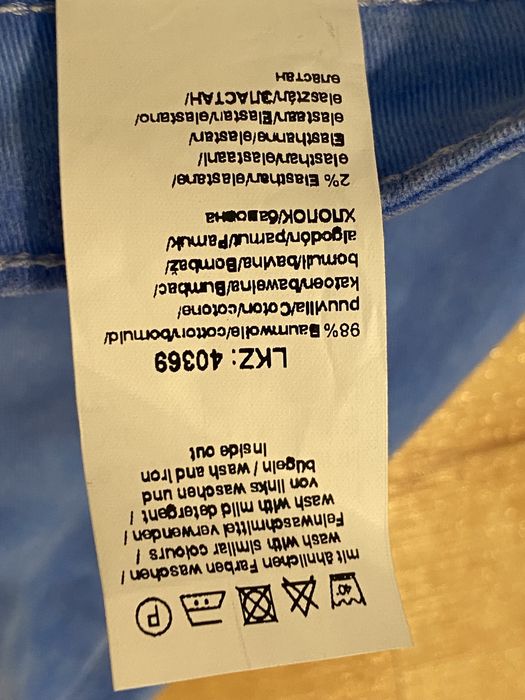 40° P
mit ähnlichen Farben waschen /
wash with similar colours /
Feinwaschmittel verwenden /
wash with mild detergent /
von links waschen und
bügeln / wash and iron
inside out
LKZ: 40369
98% Baumwolle/cotton/bomuld/
puuvilla/Coton/cotone/
katoen/bawełna/Bumbac/
bomull/bavlna/Bombaž/
algodón/pamut/Pamuk/
ХЛОПОК/бавовна
2% Elasthan/elastane/
elasthan/elastaani/
Elasthanne/elastan/
elastaan/Elastan/elastano/
elasztán/ЭЛАСТАН/
еластан